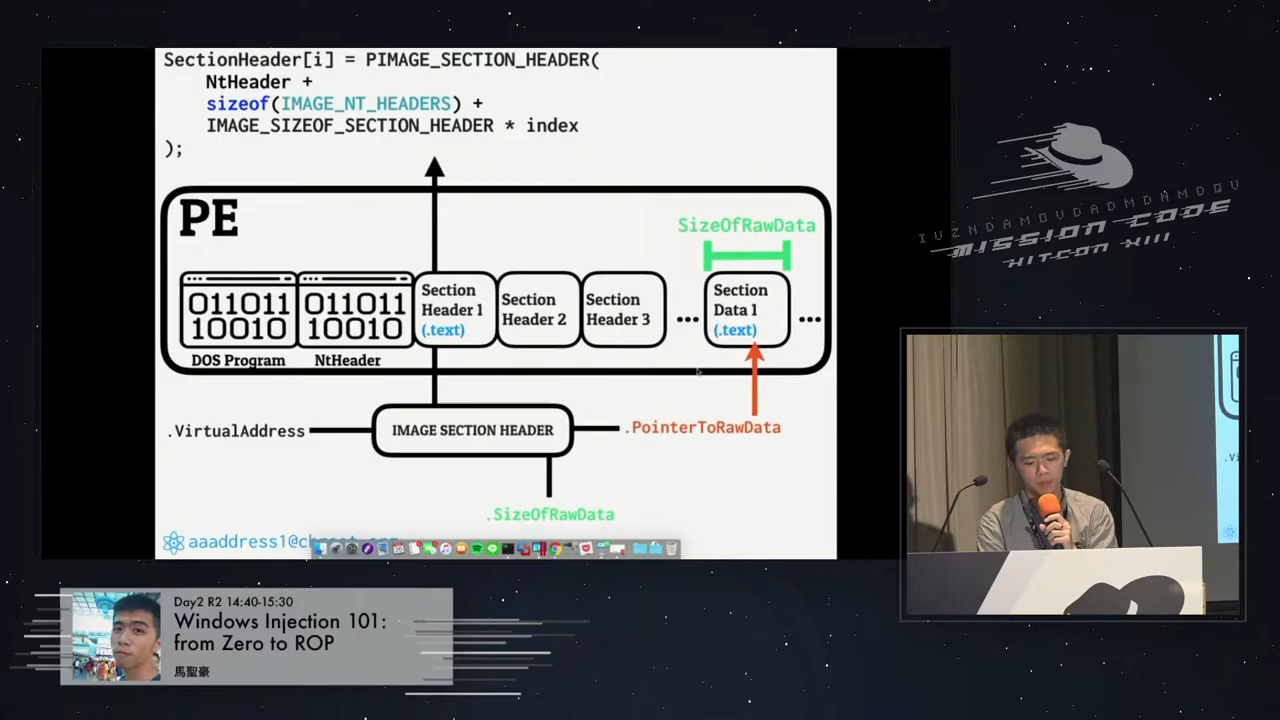 SectionHeader[i] = PIMAGE_SECTION_HEADER(
NtHeader +
sizeof(IMAGE_NT_HEADERS) +
IMAGE_SIZEOF_SECTION_HEADER * index
);
PE
SizeOfRawData
011011
10010
DOS Program
011011
10010
NtHeader
Section
Header 1
(.text)
Section
Header 2
Section
Header 3
...
Section
Data 1
(.text)
...
.VirtualAddress
IMAGE SECTION HEADER
.PointerToRawData
.SizeOfRawData
MISSION CODE
HITCON XIII
Day2 R2 14:40-15:30
Windows Injection 101:
from Zero to ROP
馬聖豪